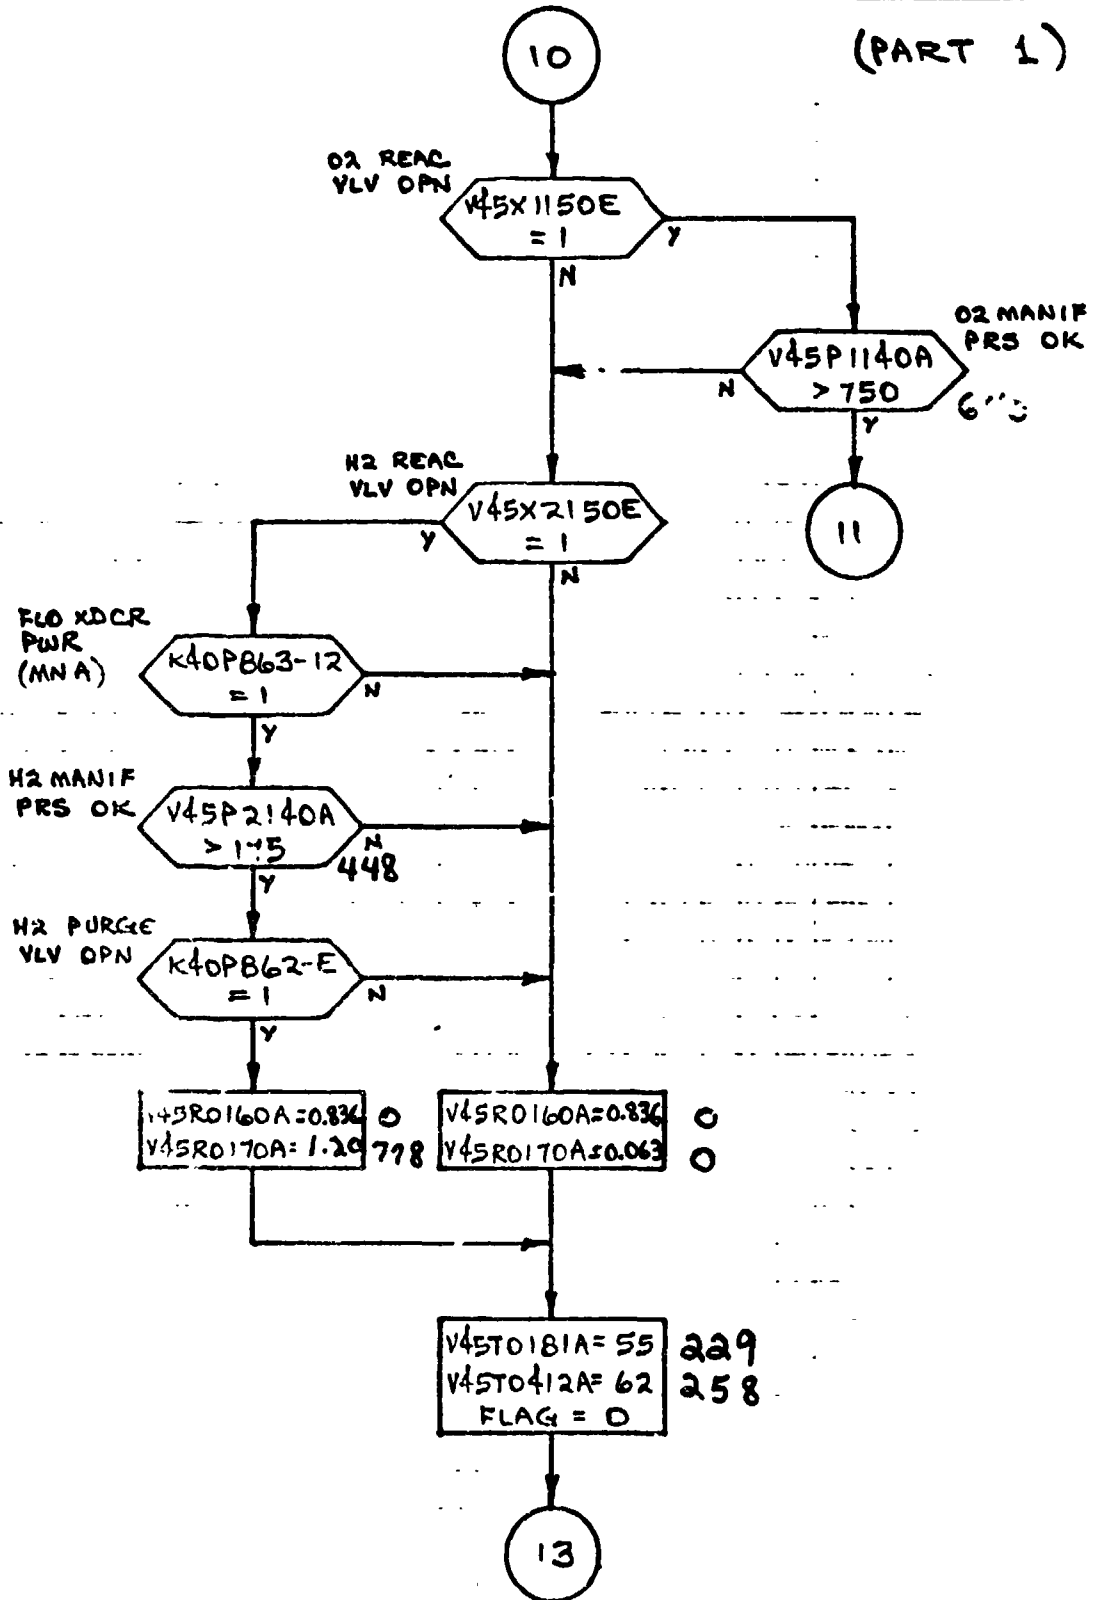 (PART 1)
10
O2 REAC
VLV OPN
V45X1150E
= 1
Y
N
O2 MANIF
PRS OK
V45P1140A
> 750
N
Y
11
H2 REAC
VLV OPN
V45X2150E
= 1
Y
N
FLO XDCR
PWR
(MNA)
K40PB63-12
= 1
N
Y
H2 MANIF
PRS OK
V45P2140A
N
448
Y
H2 PURGE
VLV OPN
K40PB62-E
= 1
N
Y
V45R0160A=0.836 0
V45R0170A=1.20 778
V45R0160A=0.836 0
V45R0170A=0.063 0
V45T0181A= 55 229
V45T0412A= 62 258
FLAG = 0
13